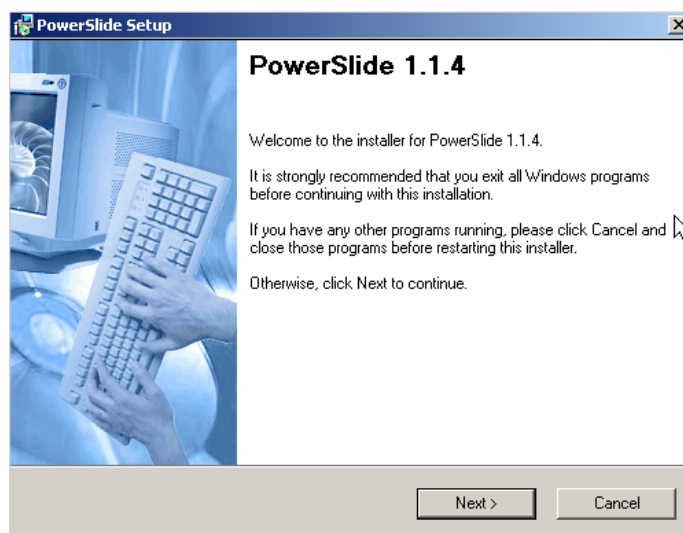 PowerSlide Setup
PowerSlide 1.1.4
Welcome to the installer for PowerSlide 1.1.4.
It is strongly recommended that you exit all Windows programs
before continuing with this installation.
If you have any other programs running, please click Cancel and
close those programs before restarting this installer.
Otherwise, click Next to continue.
Next >
Cancel